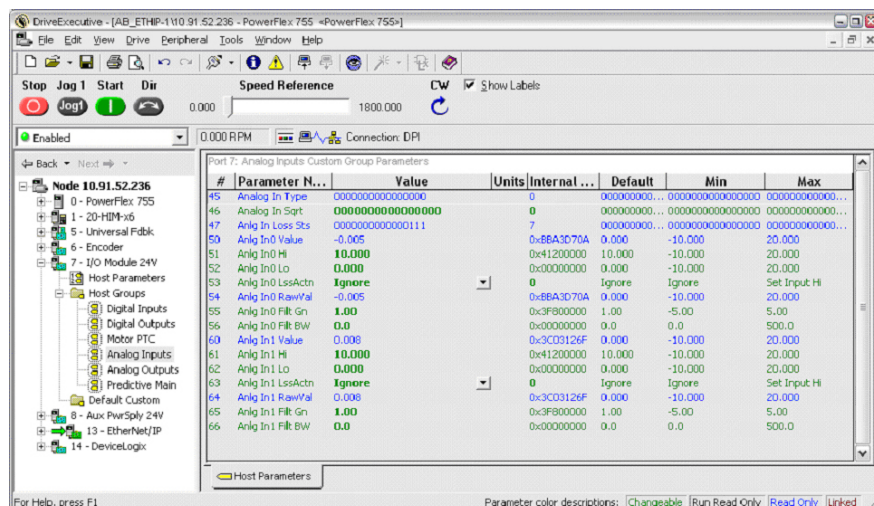 DriveExecutive - [AB_ETHIP-1\10.91.52.236 - PowerFlex 755 «PowerFlex 755»]
File Edit View Drive Peripheral Tools Window Help
Stop Jog 1 Start Dir Speed Reference CW Show Labels
Jog1 0.000 1800.000
Enabled 0.000 RPM Connection: DPI
Back Next
Node 10.91.52.236
0 - PowerFlex 755
1 - 20-HIM-x6
5 - Universal Fdbk
6 - Encoder
7 - I/O Module 24V
Host Parameters
Host Groups
Digital Inputs
Digital Outputs
Motor PTC
Analog Inputs
Analog Outputs
Predictive Main
Default Custom
8 - Aux PwrSply 24V
13 - EtherNet/IP
14 - DeviceLogix
Port 7: Analog Inputs Custom Group Parameters
# Parameter N... Value Units Internal ... Default Min Max
45 Analog In Type 0000000000000000 0 000000000... 0000000000000000 000000000...
46 Analog In Sqrt 0000000000000000 0 000000000... 0000000000000000 000000000...
47 Anlg In Loss Sts 0000000000000111 7 000000000... 0000000000000000 000000000...
50 Anlg In0 Value -0.005 0xBBA3D70A 0.000 -10.000 20.000
51 Anlg In0 Hi 10.000 0x41200000 10.000 -10.000 20.000
52 Anlg In0 Lo 0.000 0x00000000 0.000 -10.000 20.000
53 Anlg In0 LssActn Ignore 0 Ignore Ignore Set Input Hi
54 Anlg In0 RawVal -0.005 0xBBA3D70A 0.000 -10.000 20.000
55 Anlg In0 Filt Gn 1.00 0x3F800000 1.00 -5.00 5.00
56 Anlg In0 Filt BW 0.0 0x00000000 0.0 0.0 500.0
60 Anlg In1 Value 0.008 0x3C03126F 0.000 -10.000 20.000
61 Anlg In1 Hi 10.000 0x41200000 10.000 -10.000 20.000
62 Anlg In1 Lo 0.000 0x00000000 0.000 -10.000 20.000
63 Anlg In1 LssActn Ignore 0 Ignore Ignore Set Input Hi
64 Anlg In1 RawVal 0.008 0x3C03126F 0.000 -10.000 20.000
65 Anlg In1 Filt Gn 1.00 0x3F800000 1.00 -5.00 5.00
66 Anlg In1 Filt BW 0.0 0x00000000 0.0 0.0 500.0
Host Parameters
For Help, press F1 Parameter color descriptions: Changeable Run Read Only Read Only Linked